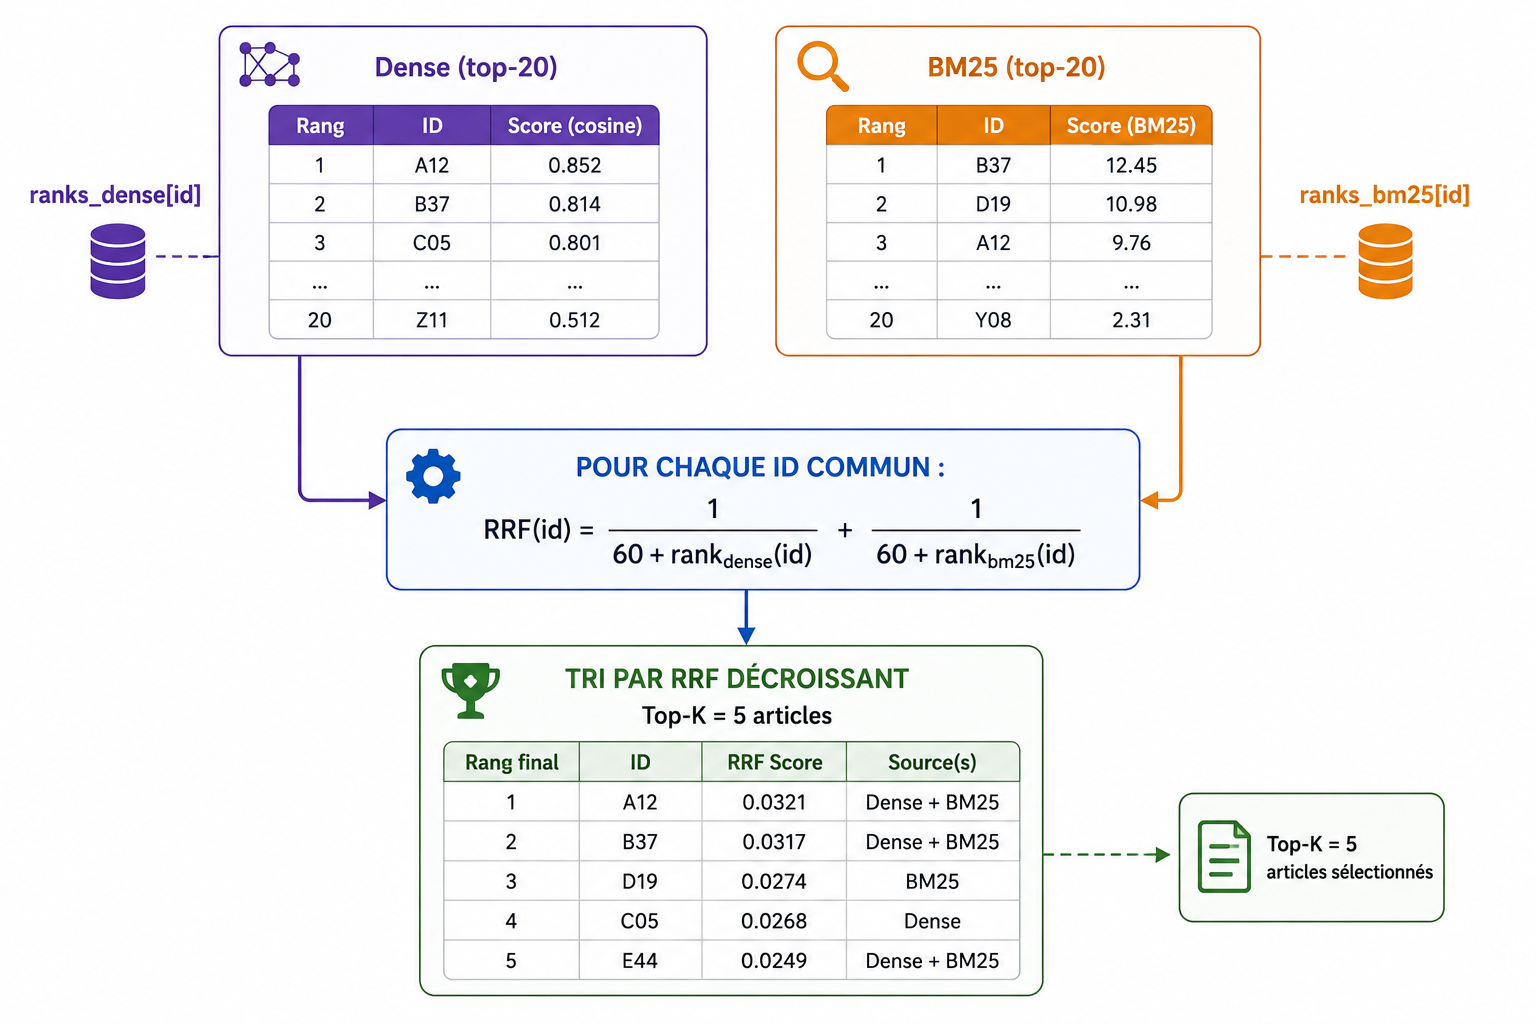 Dense (top-20)
Rang ID Score (cosine)
1 A12 0.852
2 B37 0.814
3 C05 0.801
... ... ...
20 Z11 0.512
ranks_dense[id]
BM25 (top-20)
Rang ID Score (BM25)
1 B37 12.45
2 D19 10.98
3 A12 9.76
... ... ...
20 Y08 2.31
ranks_bm25[id]
POUR CHAQUE ID COMMUN :
RRF(id) = 1 / (60 + rank_dense(id)) + 1 / (60 + rank_bm25(id))
TRI PAR RRF DÉCROISSANT
Top-K = 5 articles
Rang final ID RRF Score Source(s)
1 A12 0.0321 Dense + BM25
2 B37 0.0317 Dense + BM25
3 D19 0.0274 BM25
4 C05 0.0268 Dense
5 E44 0.0249 Dense + BM25
Top-K = 5
articles sélectionnés